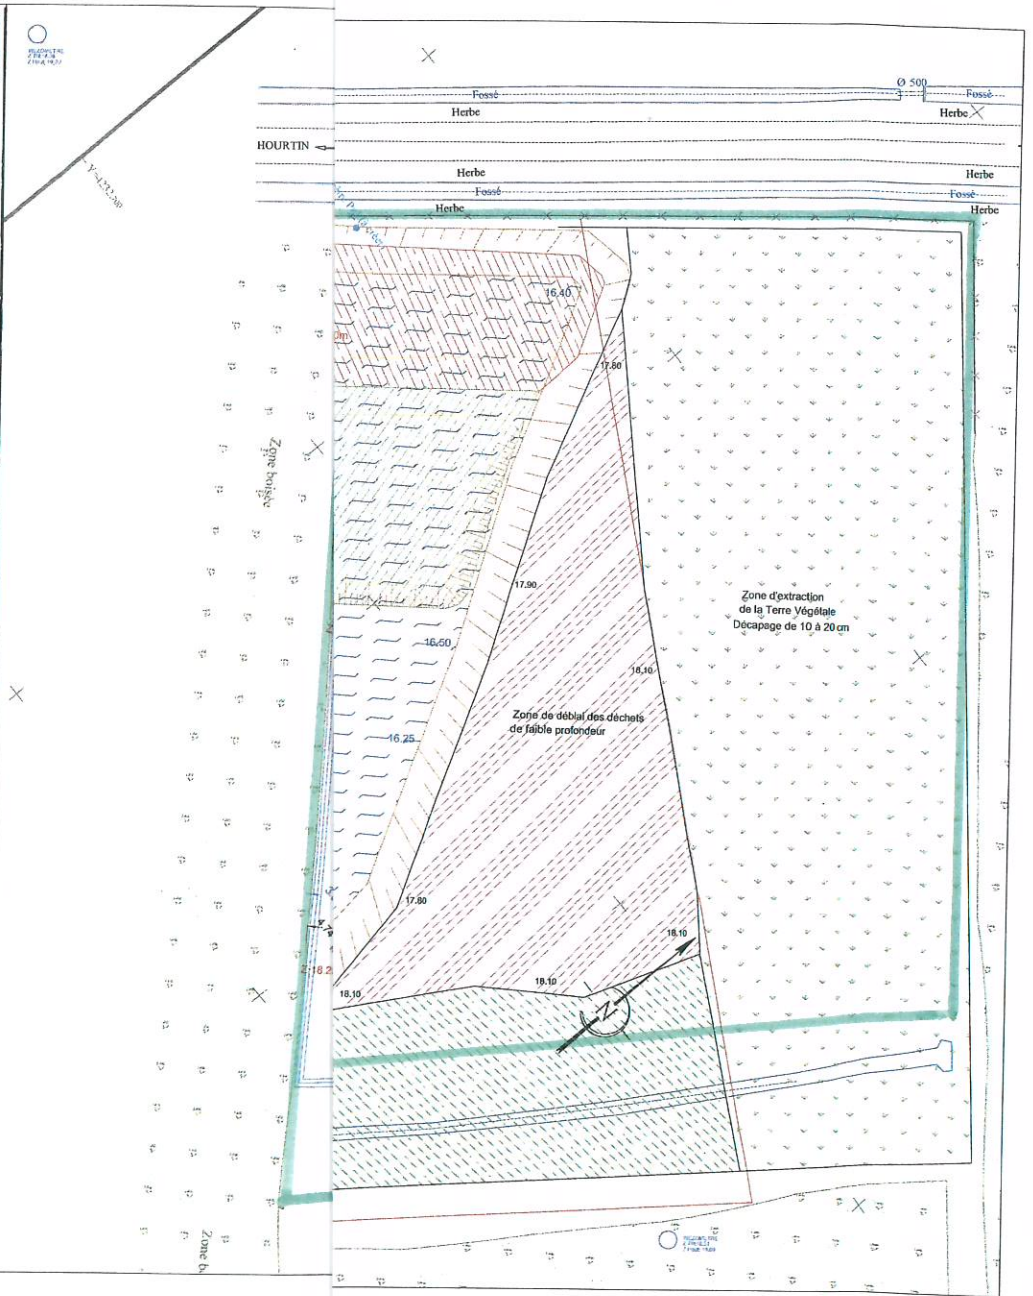 Ø 500
Fossé
Fossé
Herbe
Herbe
HOURTIN
Herbe
Herbe
Fossé
Fossé
Herbe
Herbe
16.40
17.80
Zone boisée
17.90
Zone d'extraction
de la Terre Végétale
Décapage de 10 à 20 cm
16.50
18.10
Zone de déblai des déchets
de faible profondeur
16.25
17.80
18.10
18.2
18.10
18.10
N
Zone b